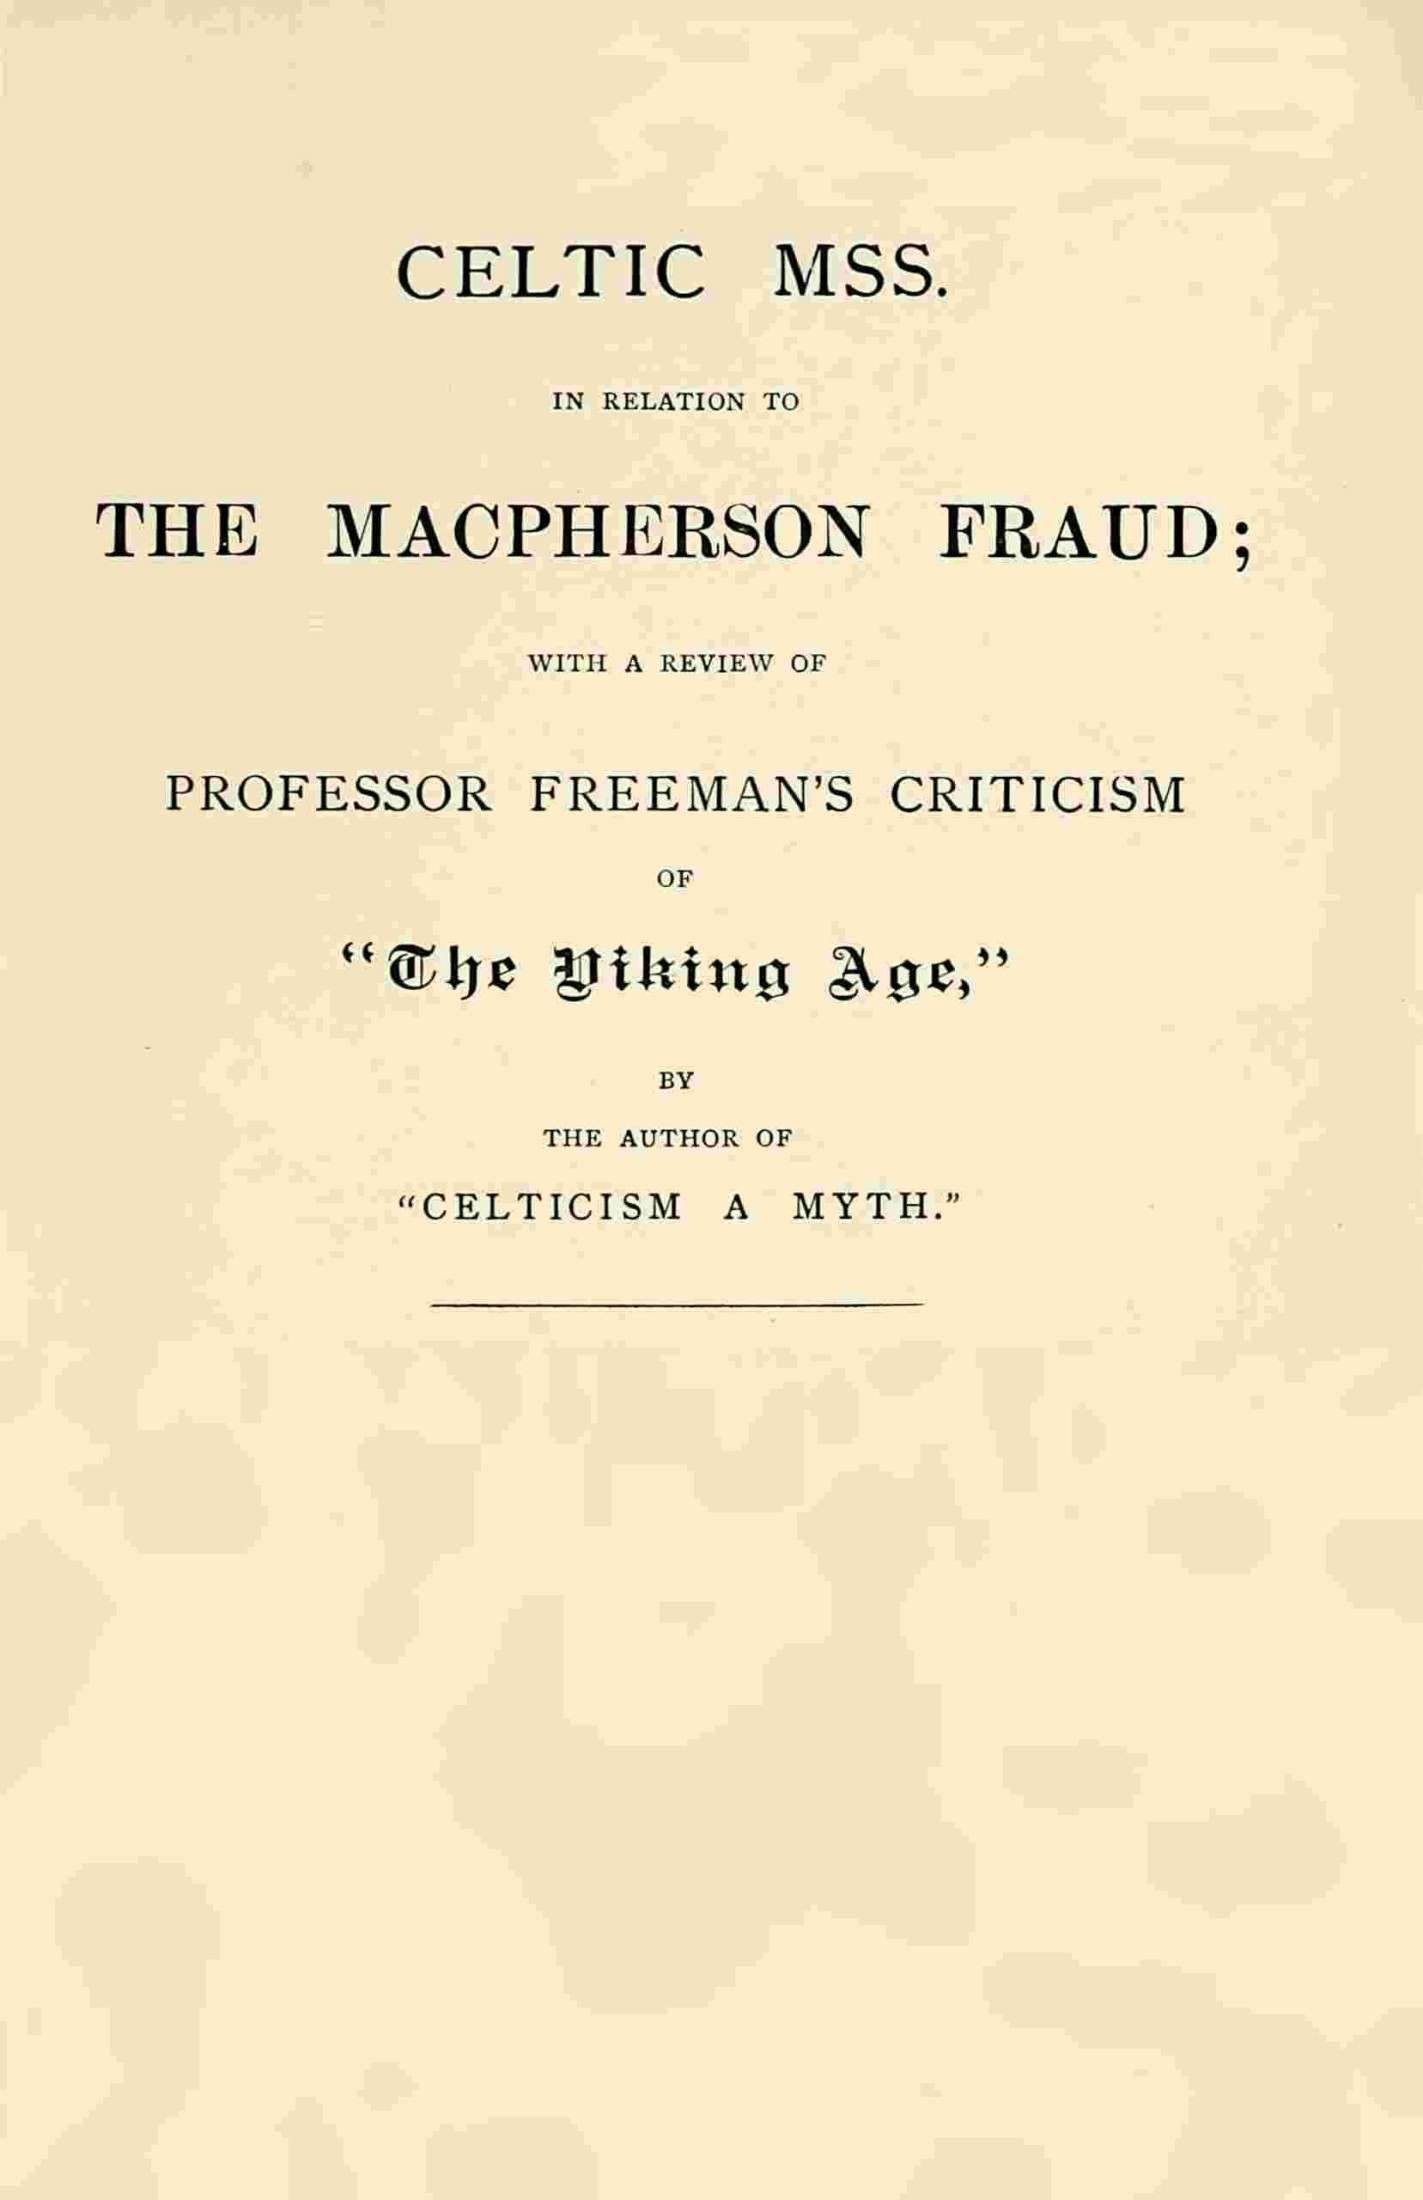 CELTIC MSS.
IN RELATION TO
THE MACPHERSON FRAUD;
WITH A REVIEW OF
PROFESSOR FREEMAN'S CRITICISM
OF
“The Viking Age,”
BY
THE AUTHOR OF
“CELTICISM A MYTH.”